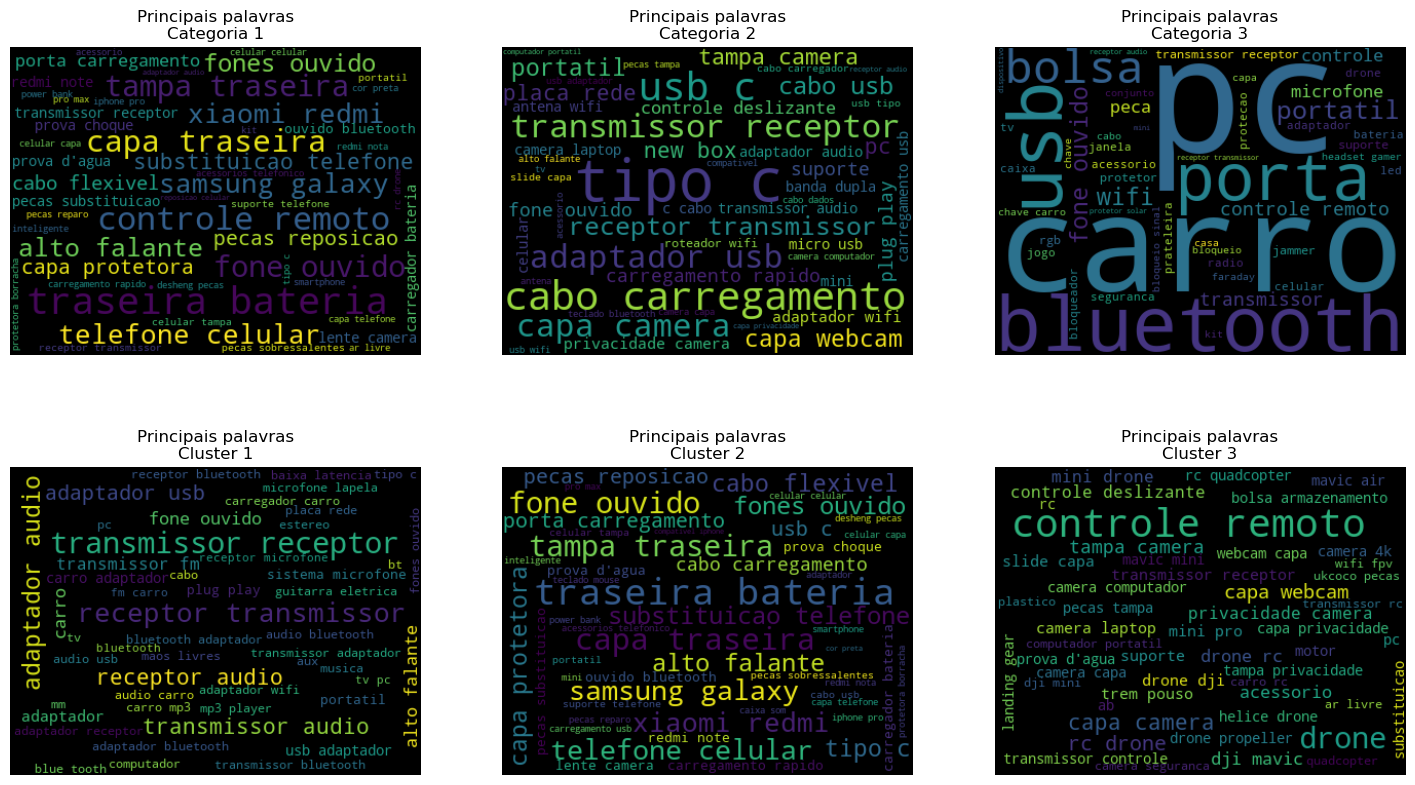 Principais palavras
Categoria 1
acessorio
celular celular
porta carregamento
fones ouvido
adaptador audio
redmi note
tampa traseira
portatil
cor preta
power bank
pro max
iphone pro
transmissor receptor
xiaomi redmi
prova choque
kit
ouvido bluetooth
celular capa
capa traseira
redmi nota
prova d'agua
substituicao telefone
acessorios telefonico
cabo flexivel
samsung galaxy
rc drone
pecas substituicao
reposicao celular
suporte telefone
pecas reparo
controle remoto
inteligente
pecas reposicao
alto falante
tipo c
capa protetora
fone ouvido
carregador bateria
carregamento rapido
desheng pecas
smartphone
protetora borracha
traseira bateria
capa telefone
celular tampa
telefone celular
lente camera
receptor transmissor
pecas sobressalentes
ar livre
Principais palavras
Categoria 2
computador portatil
pecas tampa
tampa camera
portatil
cabo carregador
receptor audio
usb adaptador
usb c
cabo usb
placa rede
antena wifi
controle deslizante
usb tipo
transmissor receptor
camera laptop
new box
adaptador audio
pc
alto falante
compativel
tv
slide capa
tipo c
suporte
banda dupla
cabo dados
carregamento usb
fone ouvido
acessorio
c cabo
transmissor audio
receptor transmissor
celular
roteador wifi
micro usb
camera computador
plug play
adaptador usb
carregamento rapido
mini
antena
cabo carregamento
teclado bluetooth
camera capa
adaptador wifi
capa camera
capa privacidade
capa webcam
usb wifi
privacidade camera
Principais palavras
Categoria 3
dispositivo
receptor audio
transmissor receptor
controle
bolsa
pc
capa
drone
conjunto
microfone
peca
portatil
tv
usb
cabo
mini
protecao
adaptador
janela
bateria
chave
suporte
caixa
acessorio
receptor transmissor
headset gamer
protetor
led
fone ouvido
wifi
porta
chave carro
protetor solar
controle remoto
bloqueio sinal
prateleira
rgb
carro
casa
bloqueio
jammer
jogo
radio
faraday
bloqueador
celular
seguranca
transmissor
bluetooth
kit
Principais palavras
Cluster 1
receptor bluetooth
baixa latencia
tipo c
adaptador audio
adaptador usb
microfone lapela
carregador carro
placa rede
pc
fone ouvido
estereo
fones ouvido
transmissor receptor
transmissor fm
receptor microfone
bt
carro adaptador
cabo
sistema microfone
fm carro
plug play
guitarra eletrica
carro
receptor transmissor
tv
bluetooth adaptador
audio bluetooth
bluetooth
transmissor adaptador
audio usb
maos livres
aux
musica
receptor audio
tv pc
audio carro
adaptador wifi
portatil
mm
carro mp3
mp3 player
adaptador
alto falante
adaptador receptor
transmissor audio
adaptador bluetooth
usb adaptador
blue tooth
computador
transmissor bluetooth
Principais palavras
Cluster 2
pecas reposicao
cabo flexivel
pro max
fone ouvido
celular celular
fones ouvido
porta carregamento
usb c
desheng pecas
celular tampa
celular capa
inteligente
tampa traseira
prova choque
cabo carregamento
prova d'agua
teclado mouse
adaptador
traseira bateria
power bank
substituicao telefone
acessorios telefonico
capa traseira
smartphone
cor preta
capa protetora
pecas substituicao
portatil
alto falante
mini
ouvido bluetooth
pecas sobressalentes
redmi nota
samsung galaxy
cabo usb
suporte telefone
capa telefone
caixa som
carregador bateria
protetora borracha
pecas reparo
xiaomi redmi
iphone pro
carregamento usb
redmi note
telefone celular
tipo c
lente camera
carregamento rapido
Principais palavras
Cluster 3
mini drone
rc quadcopter
mavic air
controle deslizante
bolsa armazenamento
rc
controle remoto
tampa camera
webcam capa
camera 4k
slide capa
mavic mini
wifi fpv
transmissor receptor
ukcoco pecas
camera computador
capa webcam
plastico
pecas tampa
transmissor rc
privacidade camera
camera laptop
mini pro
capa privacidade
pc
computador portatil
drone rc
motor
prova d'agua
suporte
tampa privacidade
landing gear
camera capa
drone dji
carro rc
dji mini
trem pouso
acessorio
ab
ar livre
capa camera
helice drone
substituicao
rc drone
drone propeller
drone
transmissor controle
dji mavic
quadcopter
camera seguranca